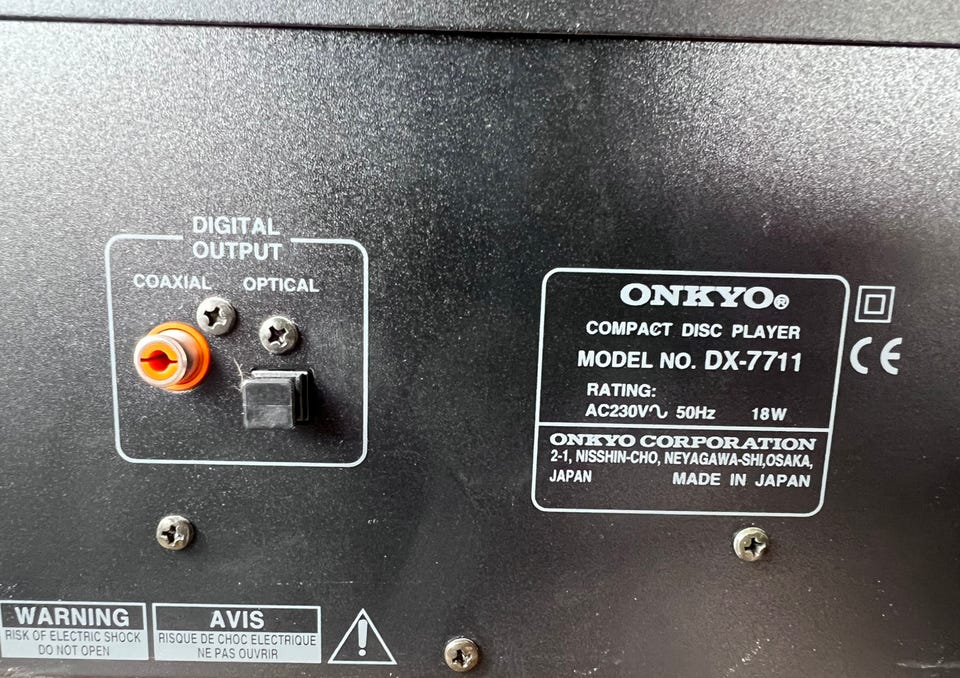 DIGITAL
OUTPUT
COAXIAL OPTICAL
ONKYO®
COMPACT DISC PLAYER
MODEL NO. DX-7711
RATING:
AC230V∿ 50Hz 18W
ONKYO CORPORATION
2-1, NISSHIN-CHO, NEYAGAWA-SHI,OSAKA,
JAPAN MADE IN JAPAN
CE
WARNING
RISK OF ELECTRIC SHOCK
DO NOT OPEN
AVIS
RISQUE DE CHOC ELECTRIQUE
NE PAS OUVRIR
!